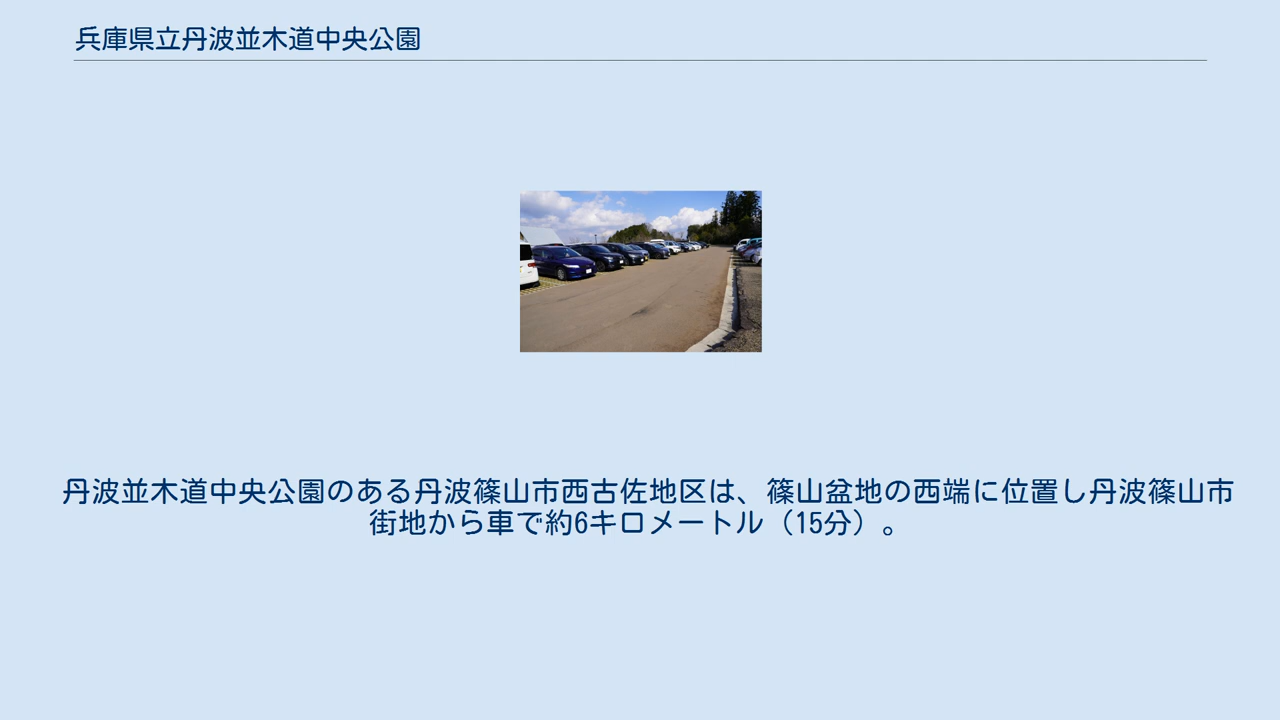 兵庫県立丹波並木道中央公園
丹波並木道中央公園のある丹波篠山市西古佐地区は、篠山盆地の西端に位置し丹波篠山市
街地から車で約6キロメートル（15分）。